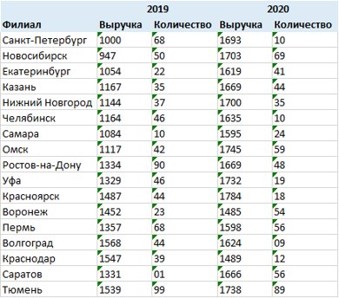 2019 2020
Филиал Выручка Количество Выручка Количество
Санкт-Петербург 1000 68 1693 10
Новосибирск 947 50 1703 69
Екатеринбург 1054 22 1619 41
Казань 1167 35 1669 44
Нижний Новгород 1144 37 1700 35
Челябинск 1164 46 1635 10
Самара 1084 10 1595 24
Омск 1117 42 1745 59
Ростов-на-Дону 1334 90 1669 48
Уфа 1329 46 1732 19
Красноярск 1487 44 1784 18
Воронеж 1452 23 1485 54
Пермь 1357 68 1598 56
Волгоград 1568 44 1624 09
Краснодар 1547 39 1489 12
Саратов 1331 01 1666 56
Тюмень 1539 99 1738 89